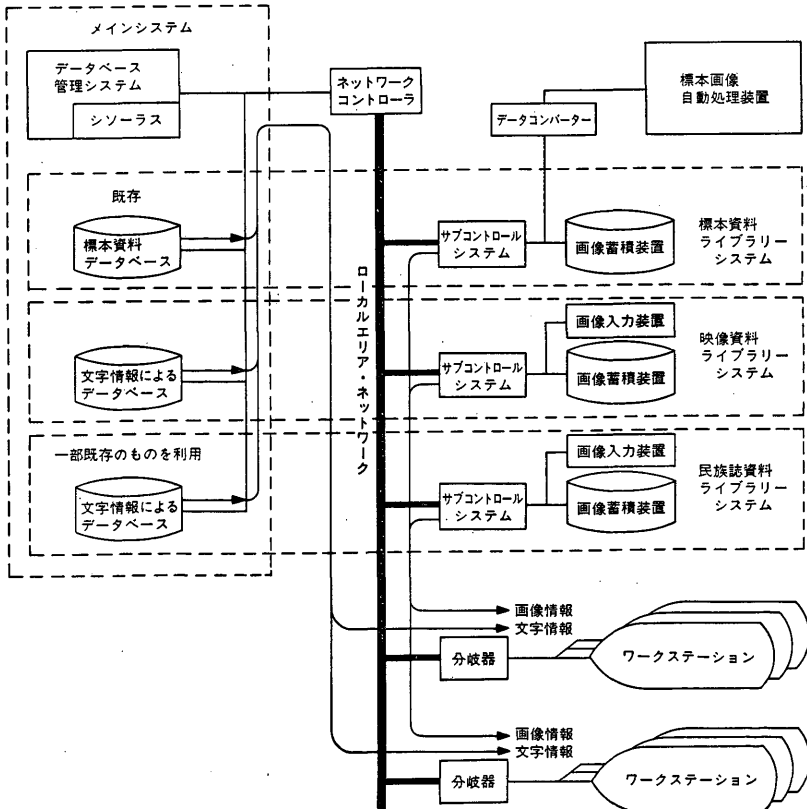 メインシステム
データベース
管理システム
シソーラス
ネットワーク
コントローラ
標本画像
自動処理装置
データコンバーター
既存
標本資料
データベース
サブコントロール
システム
画像蓄積装置
標本資料
ライブラリー
システム
ローカルエリア・ネットワーク
文字情報による
データベース
サブコントロール
システム
画像入力装置
画像蓄積装置
映像資料
ライブラリー
システム
一部既存のものを利用
文字情報による
データベース
サブコントロール
システム
画像入力装置
画像蓄積装置
民族誌資料
ライブラリー
システム
画像情報
文字情報
分岐器
ワークステーション
画像情報
文字情報
分岐器
ワークステーション